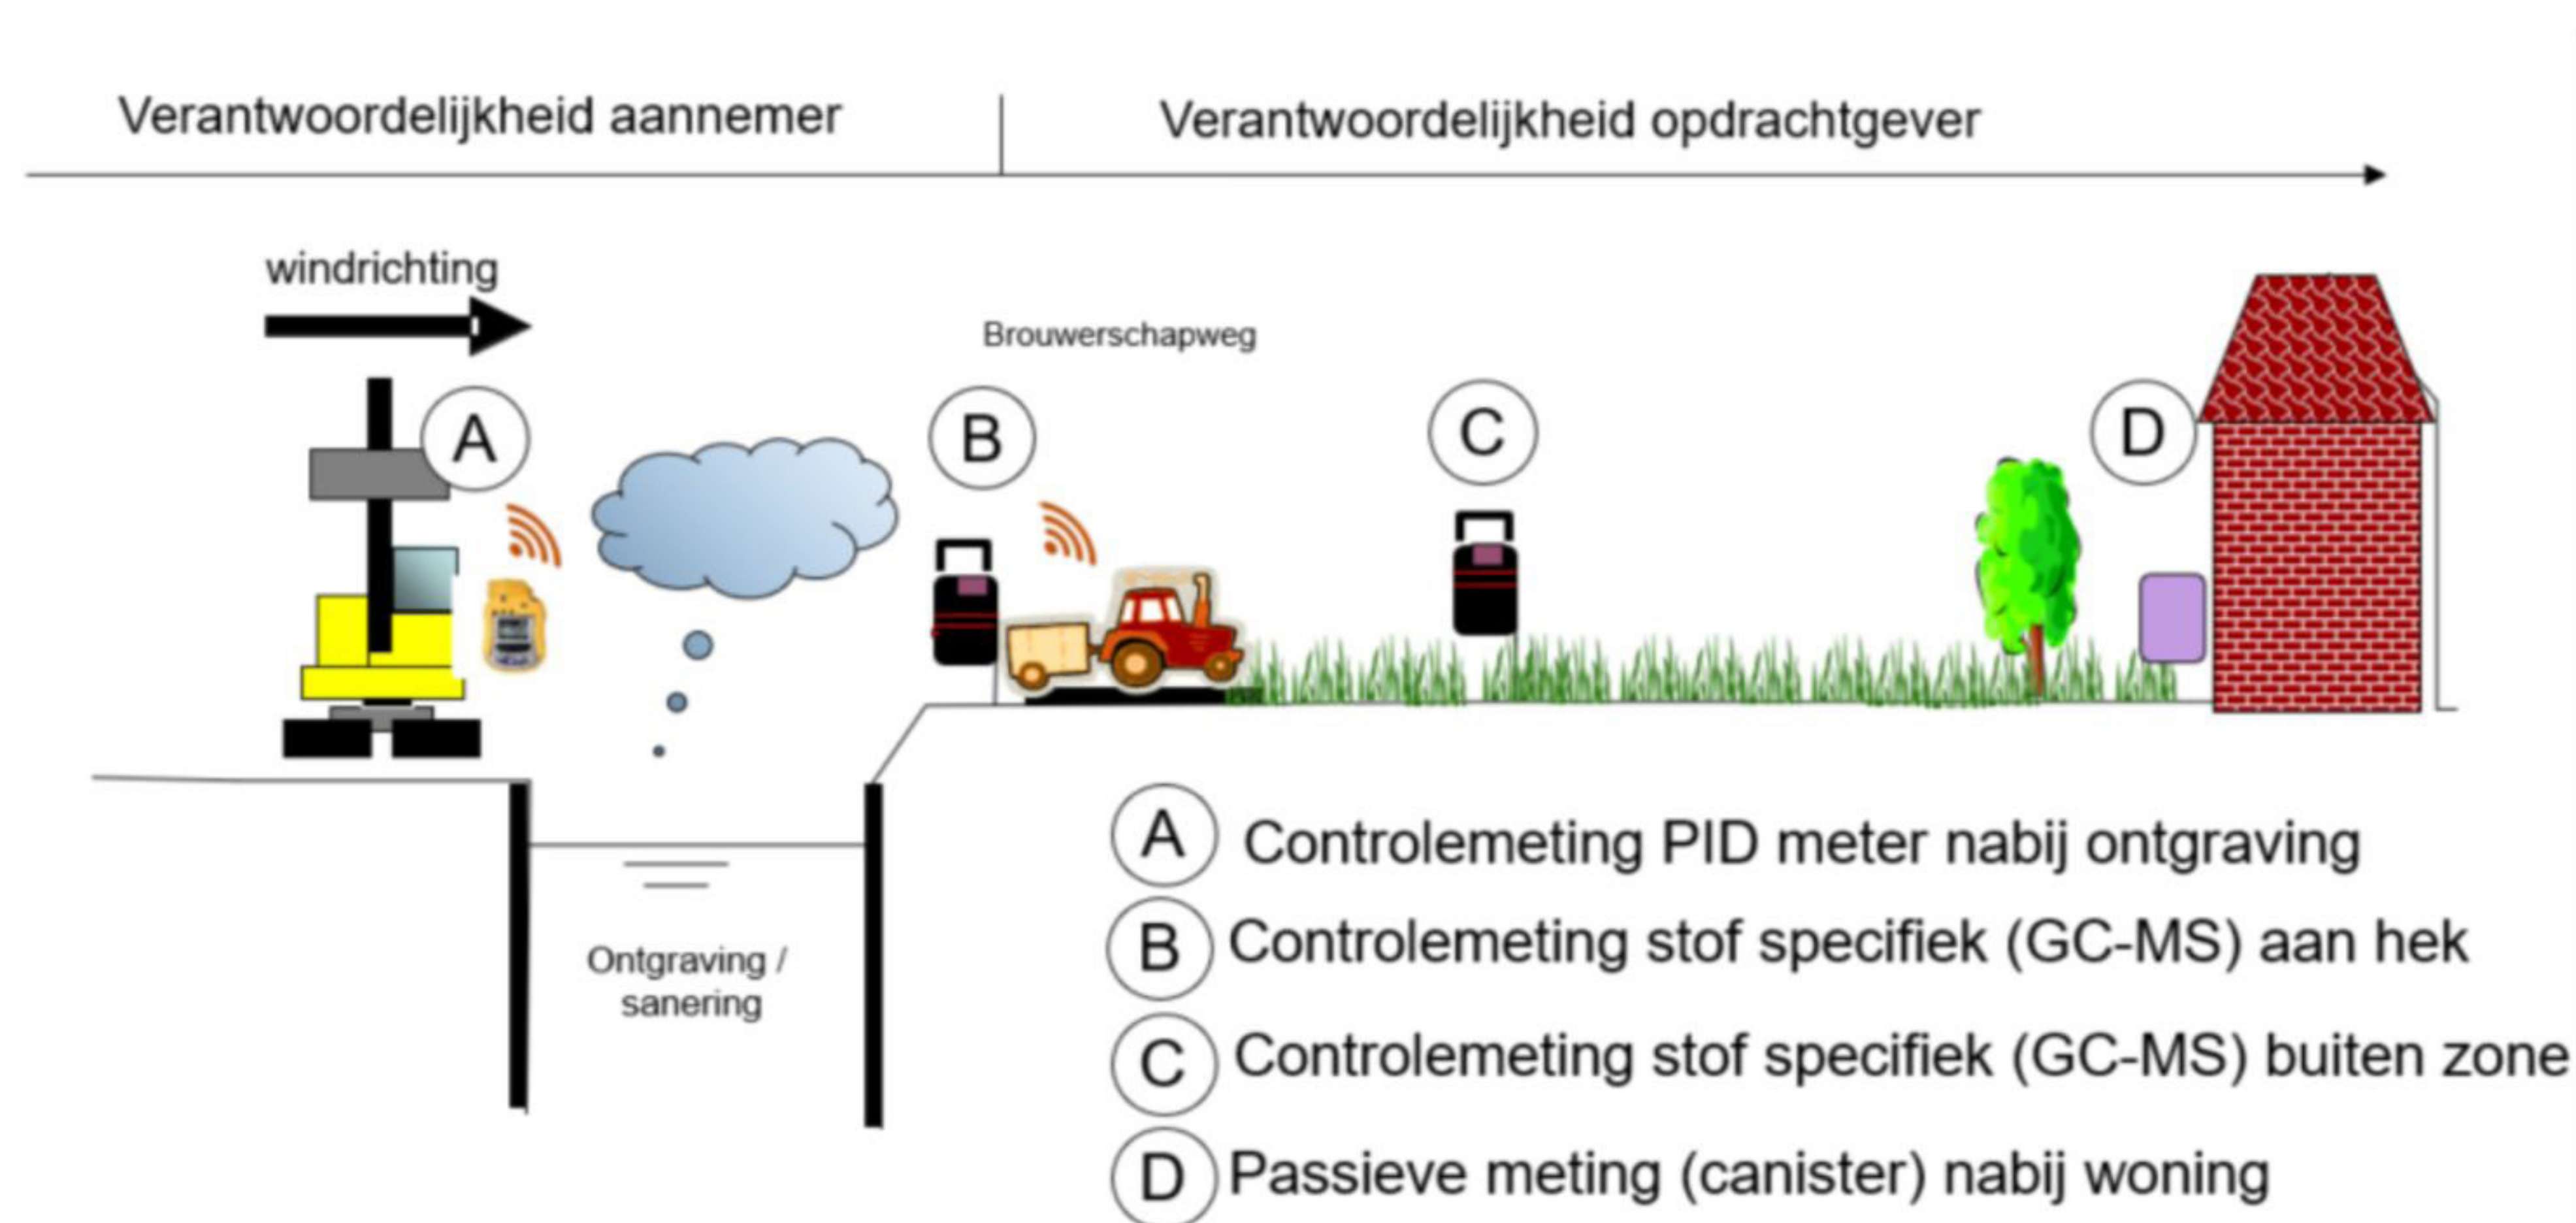 Verantwoordelijkheid aannemer
Verantwoordelijkheid opdrachtgever
windrichting
Brouwerschapweg
A
B
C
D
Ontgraving /
sanering
A Controlemeting PID meter nabij ontgraving
B Controlemeting stof specifiek (GC-MS) aan hek
C Controlemeting stof specifiek (GC-MS) buiten zone
D Passieve meting (canister) nabij woning